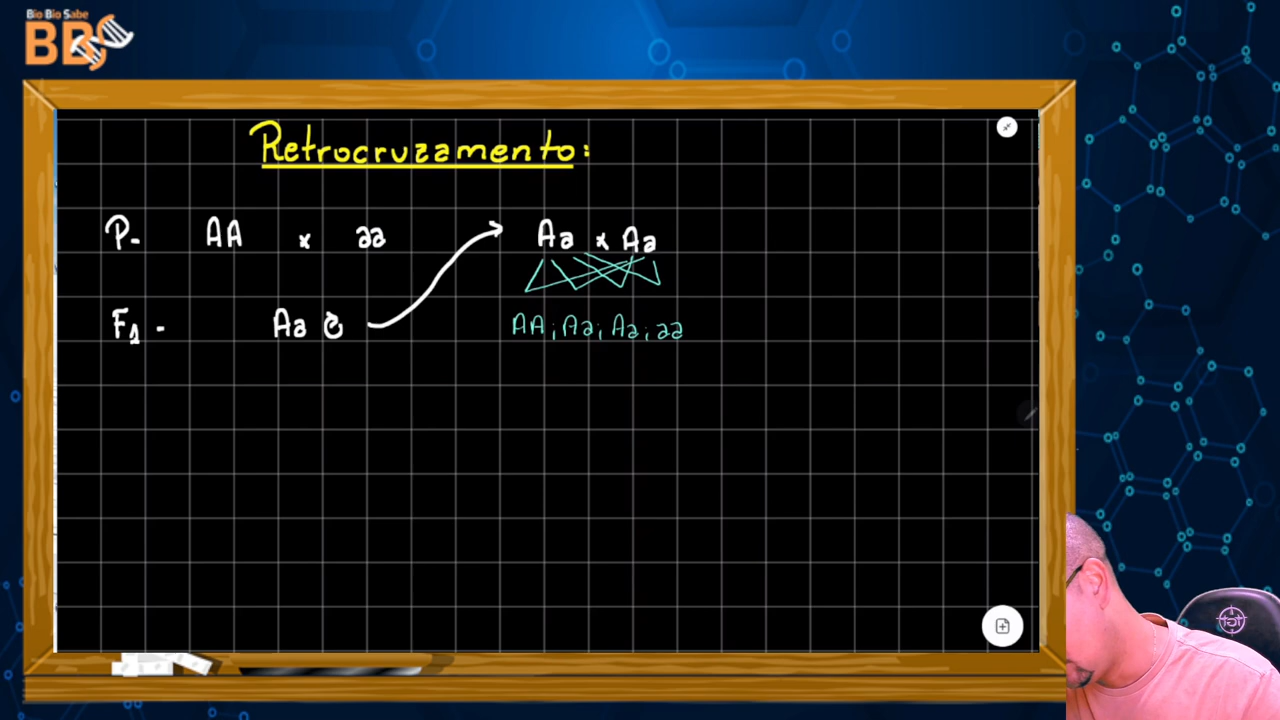 Bio Bio Sabe
BBS
Retrocruzamento:
P- AA x aa Aa x Aa
F1 - Aa AA; Aa; Aa; aa